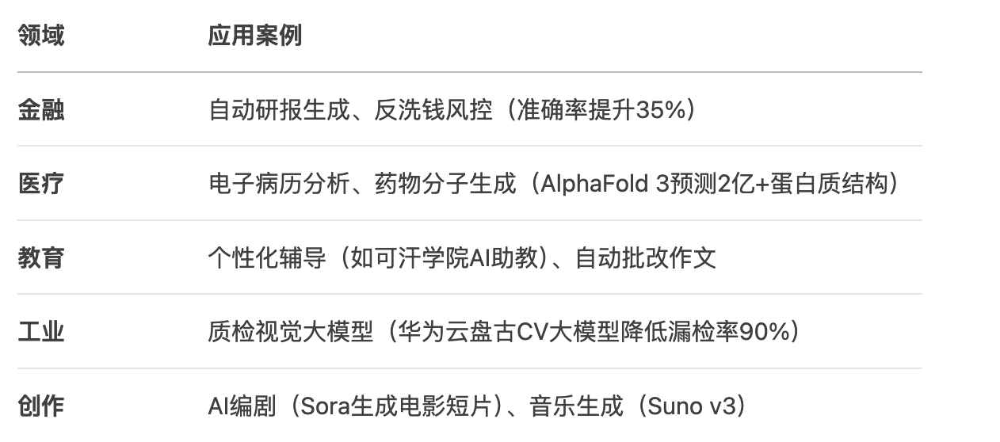 领域 应用案例
金融 自动研报生成、反洗钱风控（准确率提升35%）
医疗 电子病历分析、药物分子生成（AlphaFold 3预测2亿+蛋白质结构）
教育 个性化辅导（如可汗学院AI助教）、自动批改作文
工业 质检视觉大模型（华为云盘古CV大模型降低漏检率90%）
创作 AI编剧（Sora生成电影短片）、音乐生成（Suno v3）